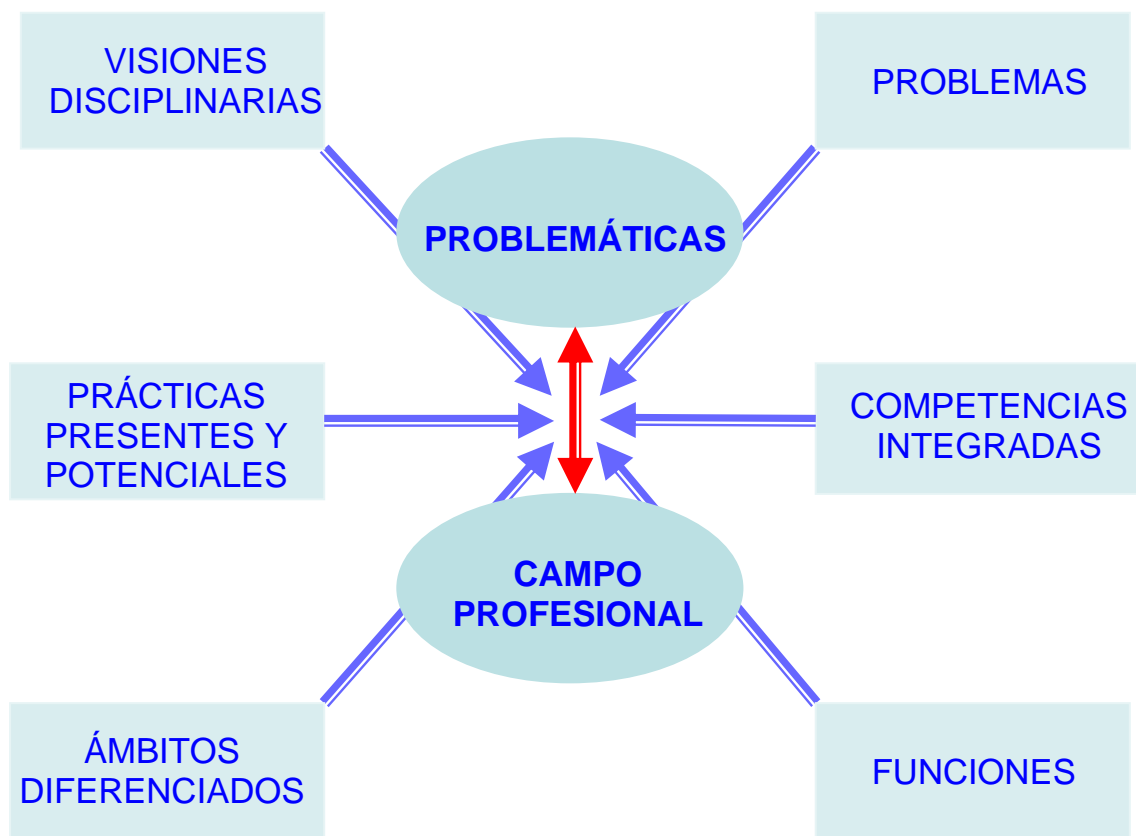 VISIONES
DISCIPLINARIAS
PROBLEMAS
PROBLEMÁTICAS
PRÁCTICAS
PRESENTES Y
POTENCIALES
COMPETENCIAS
INTEGRADAS
CAMPO
PROFESIONAL
ÁMBITOS
DIFERENCIADOS
FUNCIONES